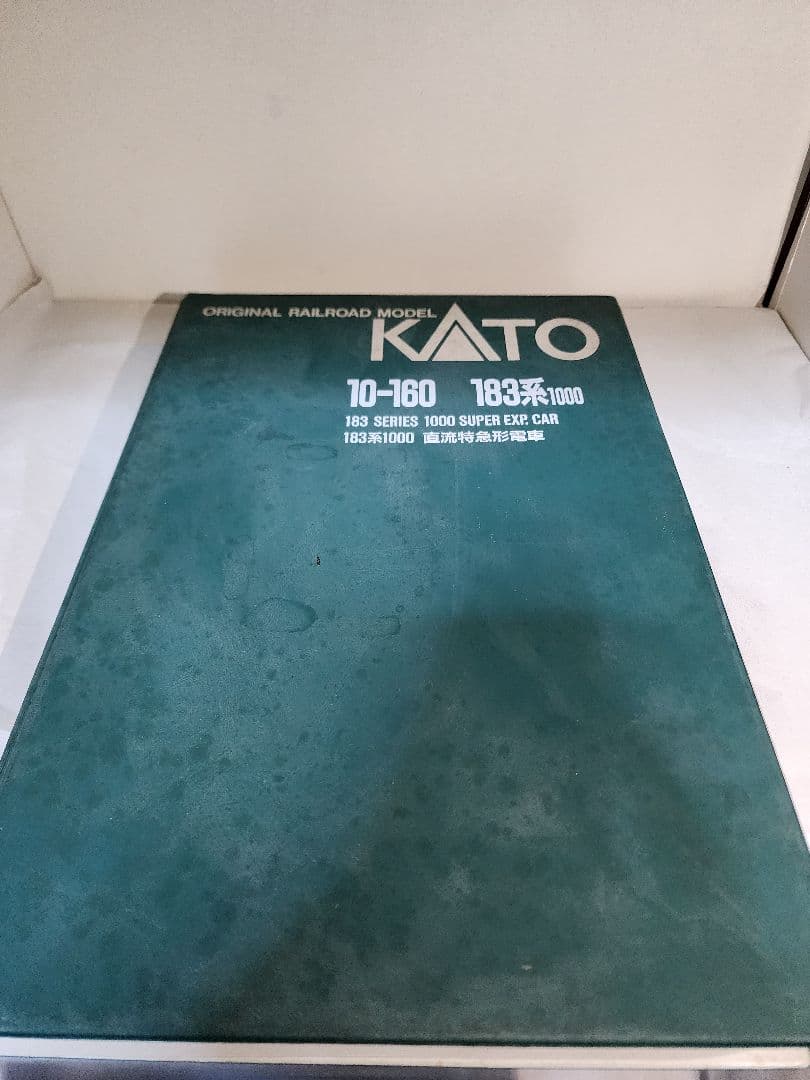 ORIGINAL RAILROAD MODEL
KATO
10-160 183系1000
183 SERIES 1000 SUPER EXP. CAR
183系1000 直流特急形電車